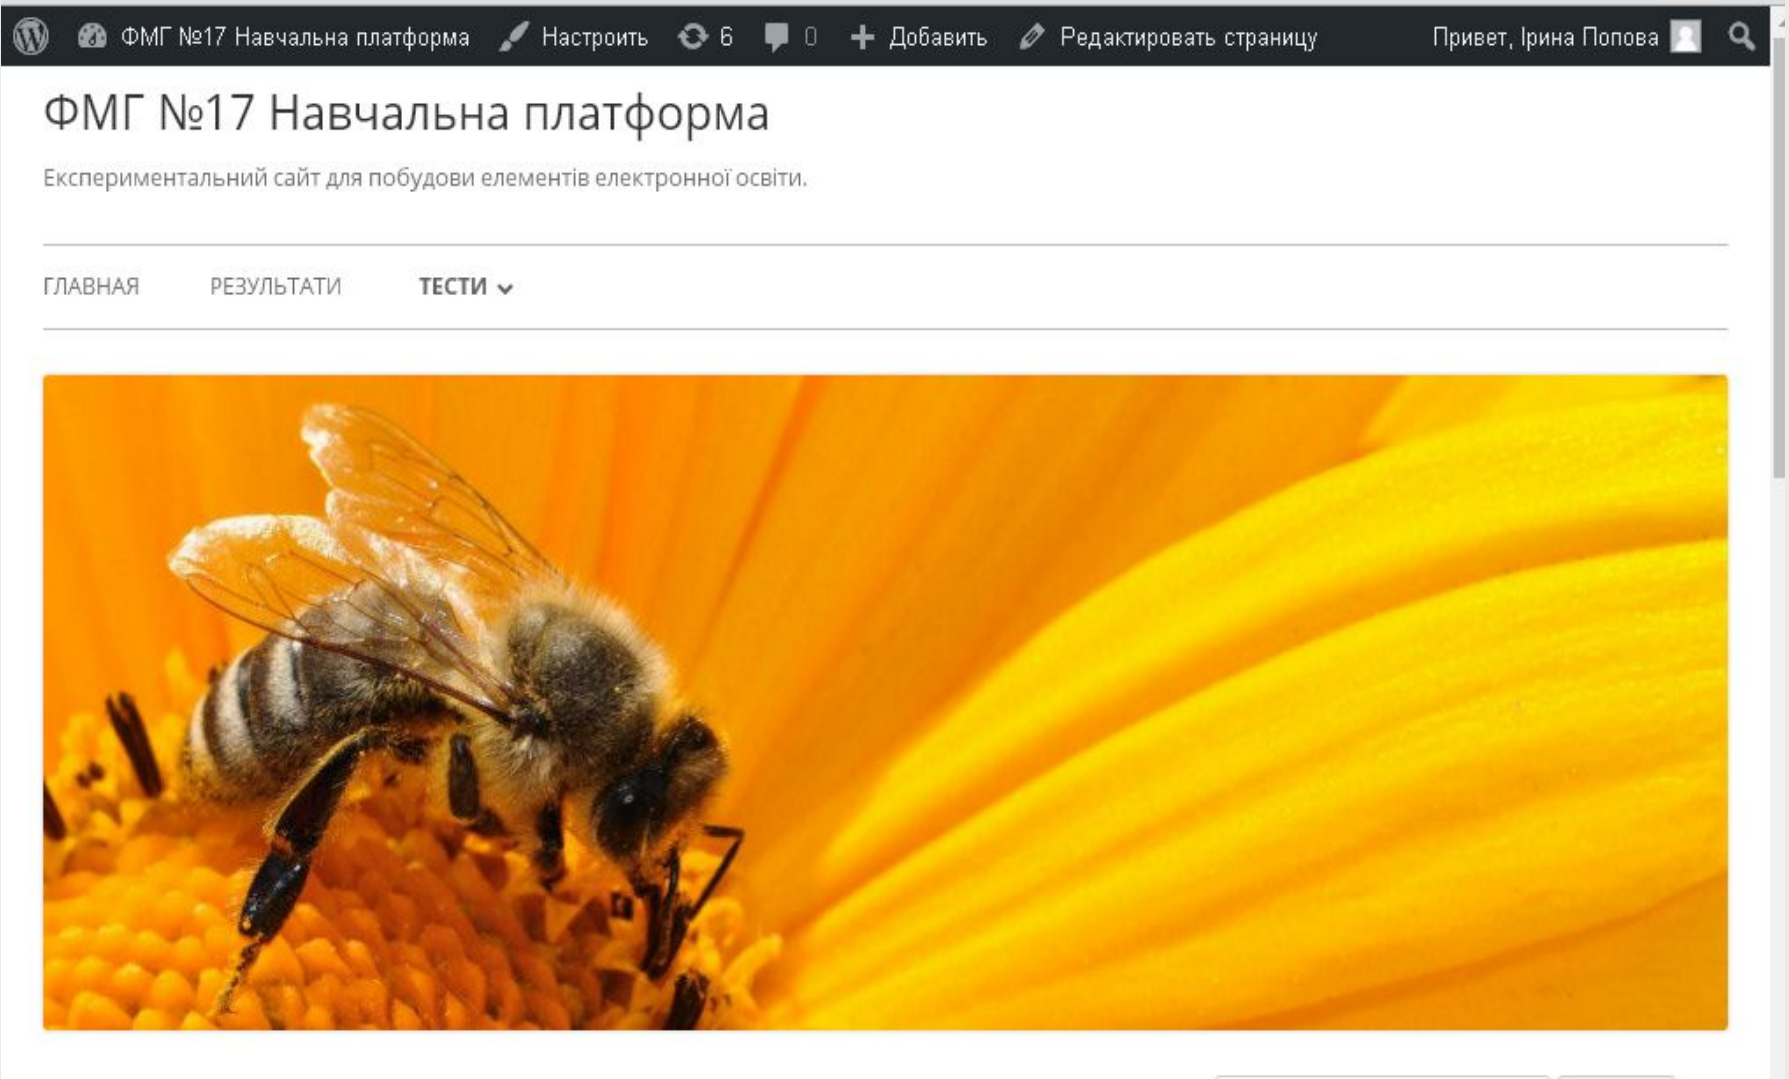 ФМГ №17 Навчальна платформа Настроить 6 0 Добавить Редактировать страницу Привет, Ірина Попова
ФМГ №17 Навчальна платформа
Експериментальний сайт для побудови елементів електронної освіти.
ГЛАВНАЯ РЕЗУЛЬТАТИ ТЕСТИ